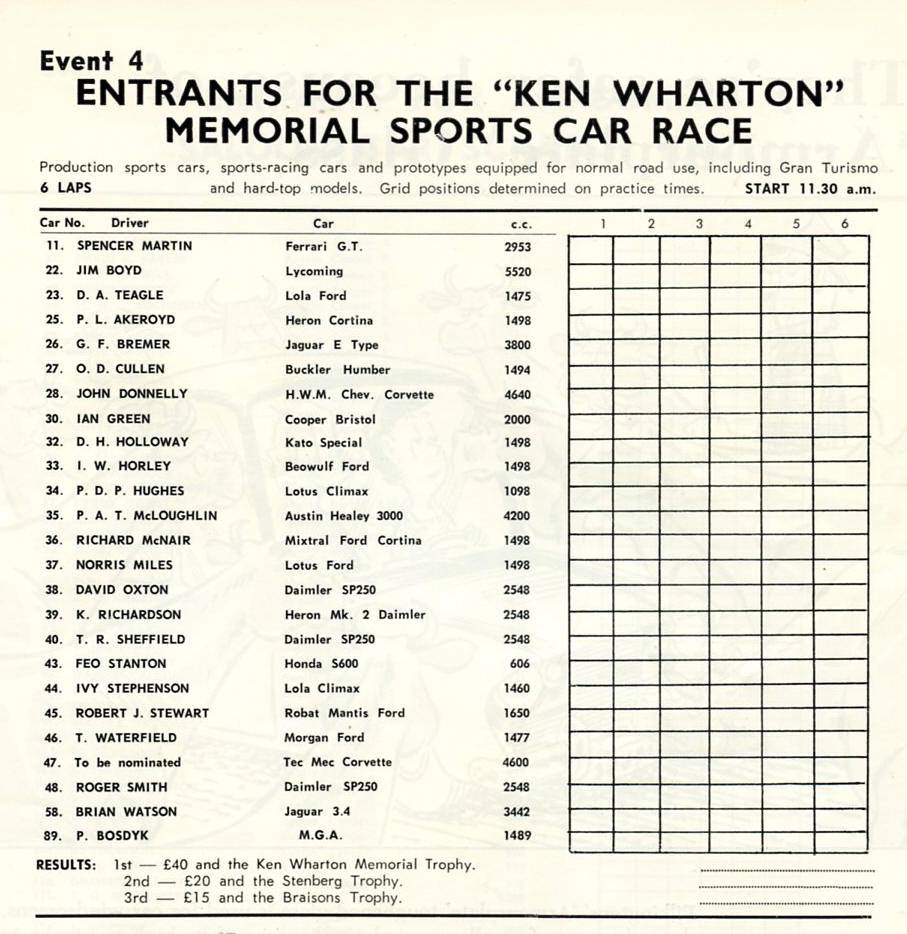 Event 4
ENTRANTS FOR THE “KEN WHARTON”
MEMORIAL SPORTS CAR RACE
Production sports cars, sports-racing cars and prototypes equipped for normal road use, including Gran Turismo
6 LAPS and hard-top models. Grid positions determined on practice times. START 11.30 a.m.
Car No. Driver Car c.c. 1 2 3 4 5 6
11. SPENCER MARTIN Ferrari G.T. 2953
22. JIM BOYD Lycoming 5520
23. D. A. TEAGLE Lola Ford 1475
25. P. L. AKEROYD Heron Cortina 1498
26. G. F. BREMER Jaguar E Type 3800
27. O. D. CULLEN Buckler Humber 1494
28. JOHN DONNELLY H.W.M. Chev. Corvette 4640
30. IAN GREEN Cooper Bristol 2000
32. D. H. HOLLOWAY Kato Special 1498
33. I. W. HORLEY Beowulf Ford 1498
34. P. D. P. HUGHES Lotus Climax 1098
35. P. A. T. McLOUGHLIN Austin Healey 3000 4200
36. RICHARD McNAIR Mixtral Ford Cortina 1498
37. NORRIS MILES Lotus Ford 1498
38. DAVID OXTON Daimler SP250 2548
39. K. RICHARDSON Heron Mk. 2 Daimler 2548
40. T. R. SHEFFIELD Daimler SP250 2548
43. FEO STANTON Honda S600 606
44. IVY STEPHENSON Lola Climax 1460
45. ROBERT J. STEWART Robat Mantis Ford 1650
46. T. WATERFIELD Morgan Ford 1477
47. To be nominated Tec Mec Corvette 4600
48. ROGER SMITH Daimler SP250 2548
58. BRIAN WATSON Jaguar 3.4 3442
89. P. BOSDYK M.G.A. 1489
RESULTS: 1st — £40 and the Ken Wharton Memorial Trophy.
2nd — £20 and the Stenberg Trophy.
3rd — £15 and the Braisons Trophy.